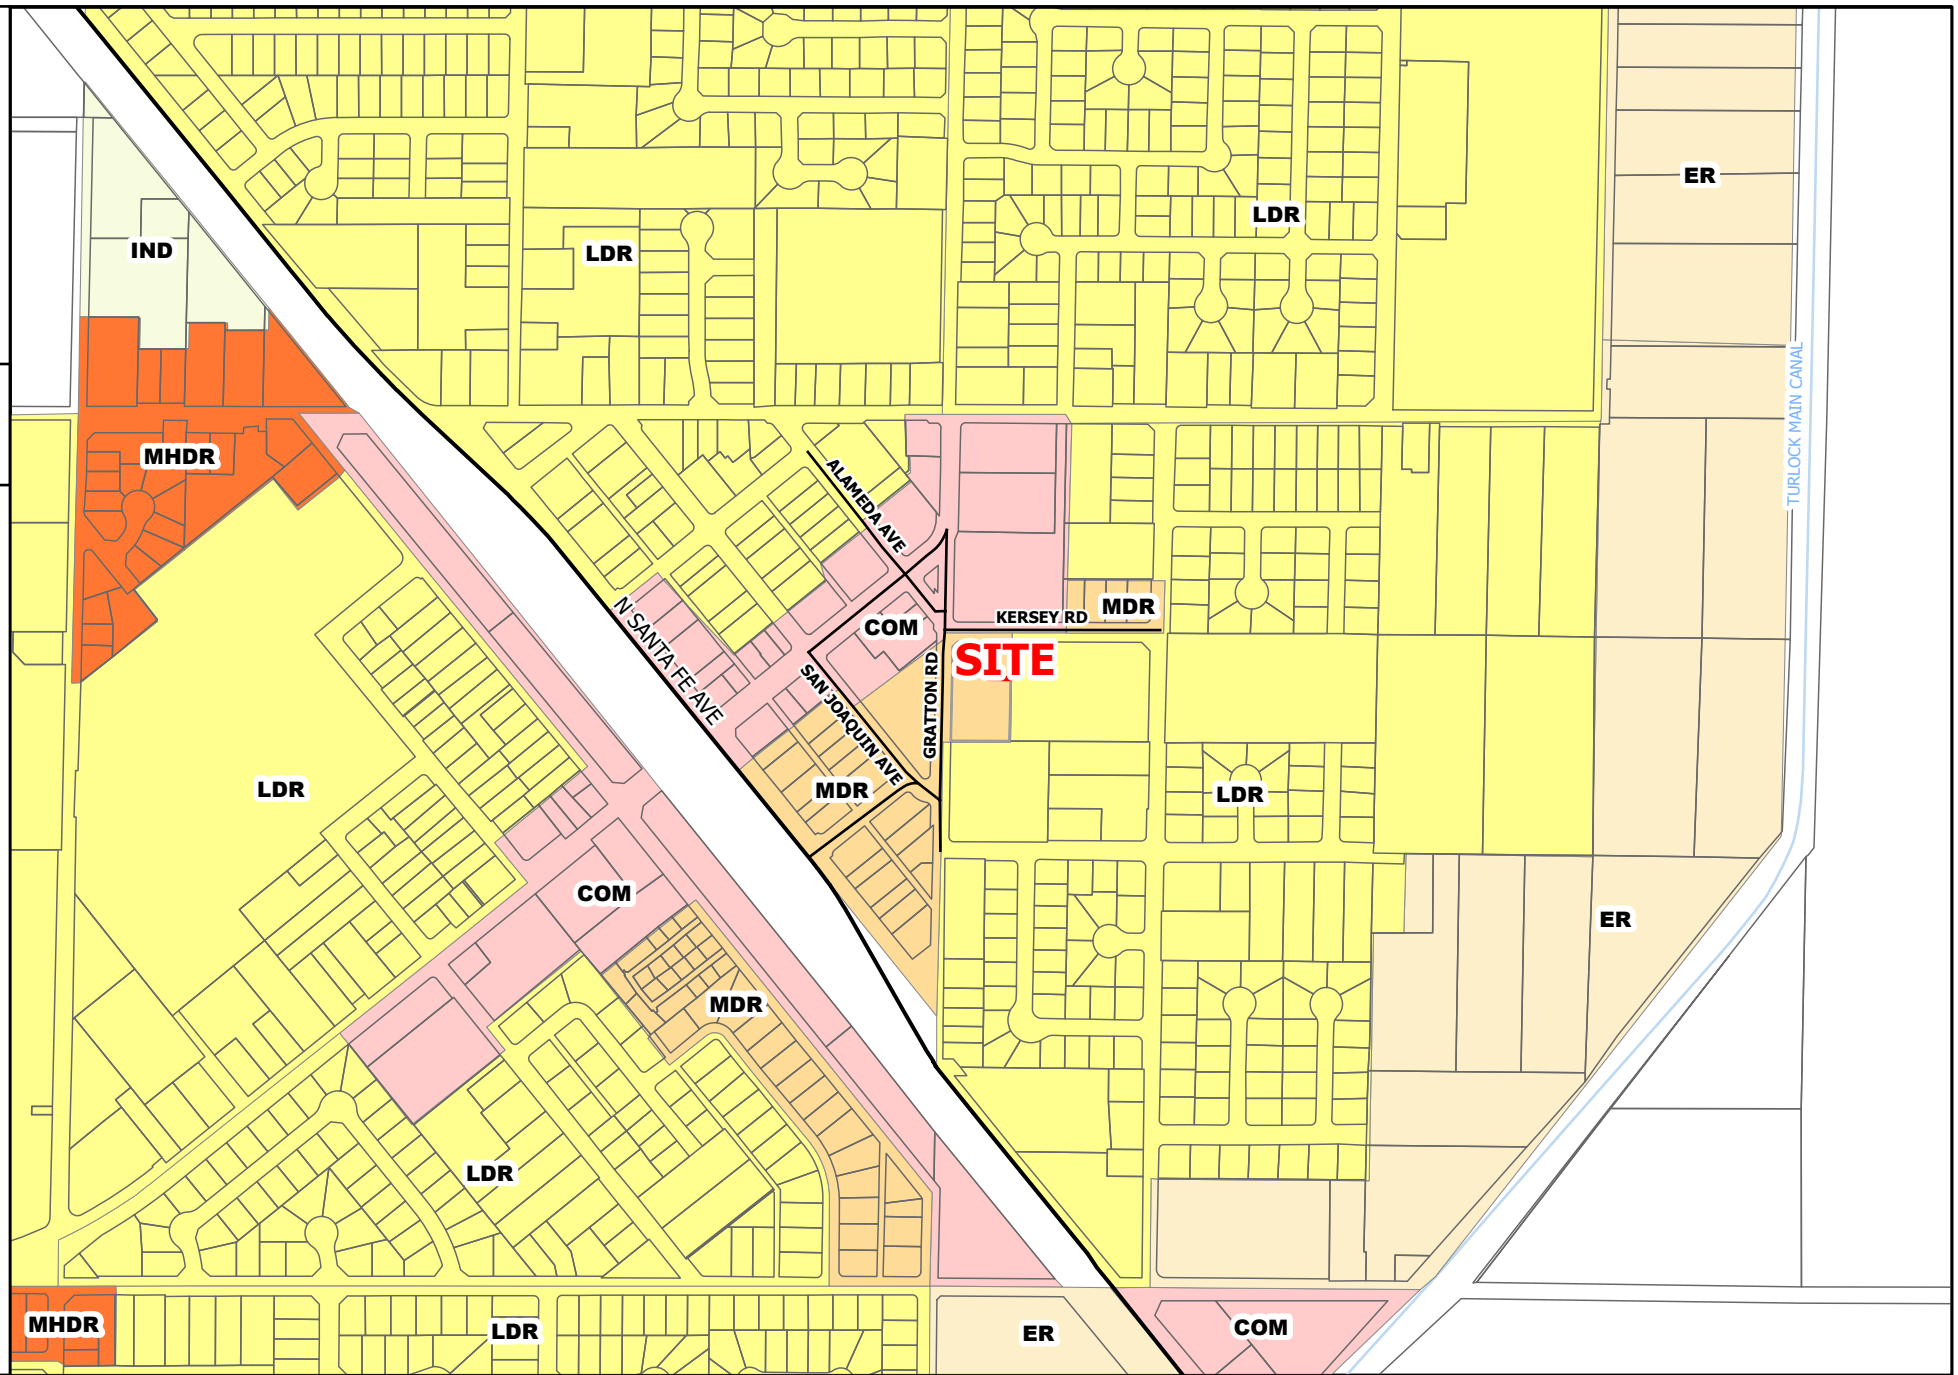 ER
LDR
IND
LDR
TURLOCK MAIN CANAL
MHDR
ALAMEDA AVE
MDR
KERSEY RD
COM
N SANTA FE AVE
SITE
SAN JOAQUIN AVE
GRATTON RD
LDR
MDR
LDR
COM
ER
MDR
LDR
MHDR
LDR
ER
COM